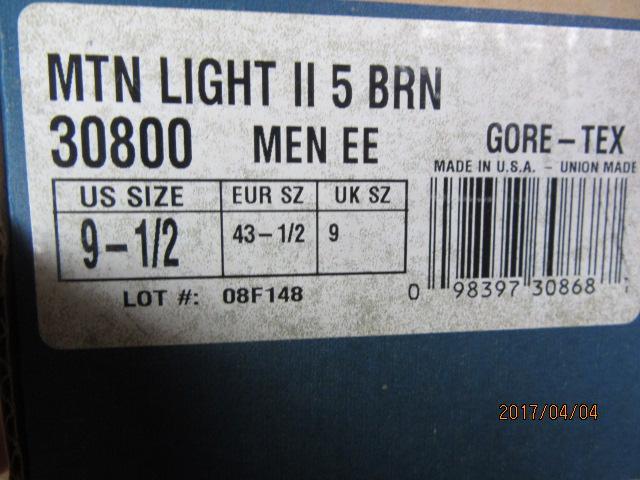 MTN LIGHT II 5 BRN
30800 MEN EE GORE-TEX
MADE IN U.S.A. - UNION MADE
US SIZE EUR SZ UK SZ
9-1/2 43-1/2 9
LOT #: 08F148
0 98397 30868
2017/04/04